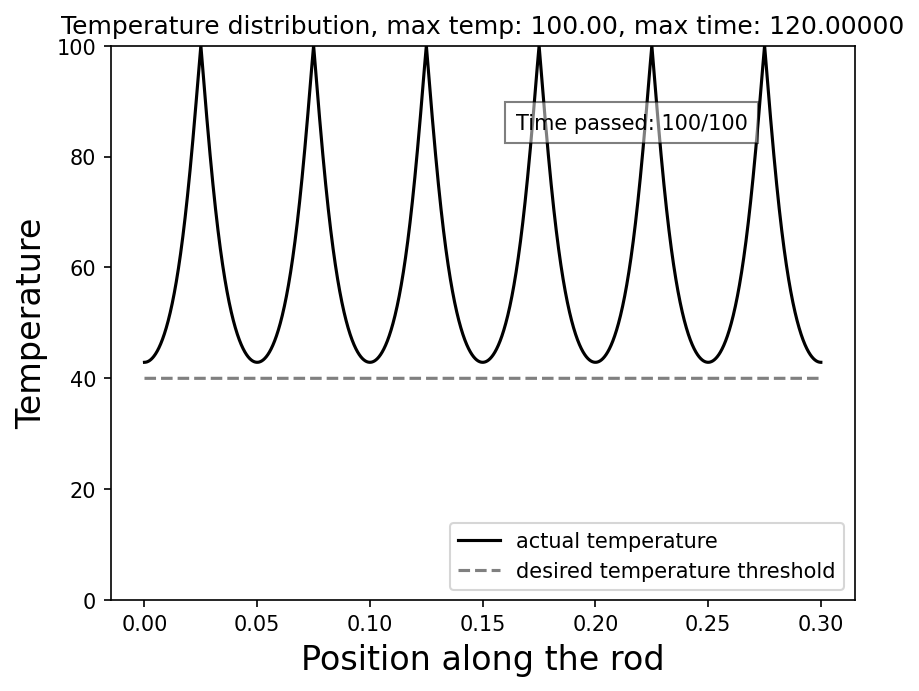 Temperature distribution, max temp: 100.00, max time: 120.00000
100
80
60
40
20
0
Temperature
Time passed: 100/100
actual temperature
desired temperature threshold
0.00 0.05 0.10 0.15 0.20 0.25 0.30
Position along the rod